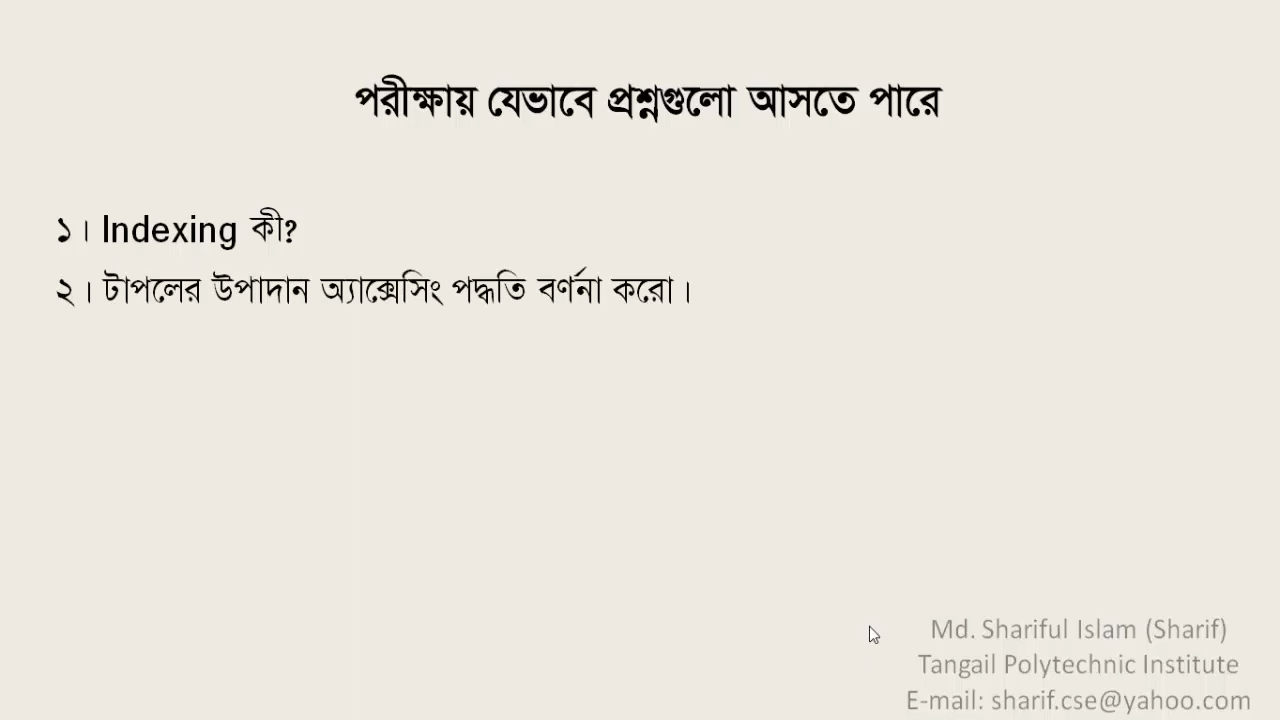 পরীক্ষায় যেভাবে প্রশ্নগুলো আসতে পারে
১। Indexing কী?
২। টাপলের উপাদান অ্যাক্সেসিং পদ্ধতি বর্ণনা করো।
Md. Shariful Islam (Sharif)
Tangail Polytechnic Institute
E-mail: sharif.cse@yahoo.com